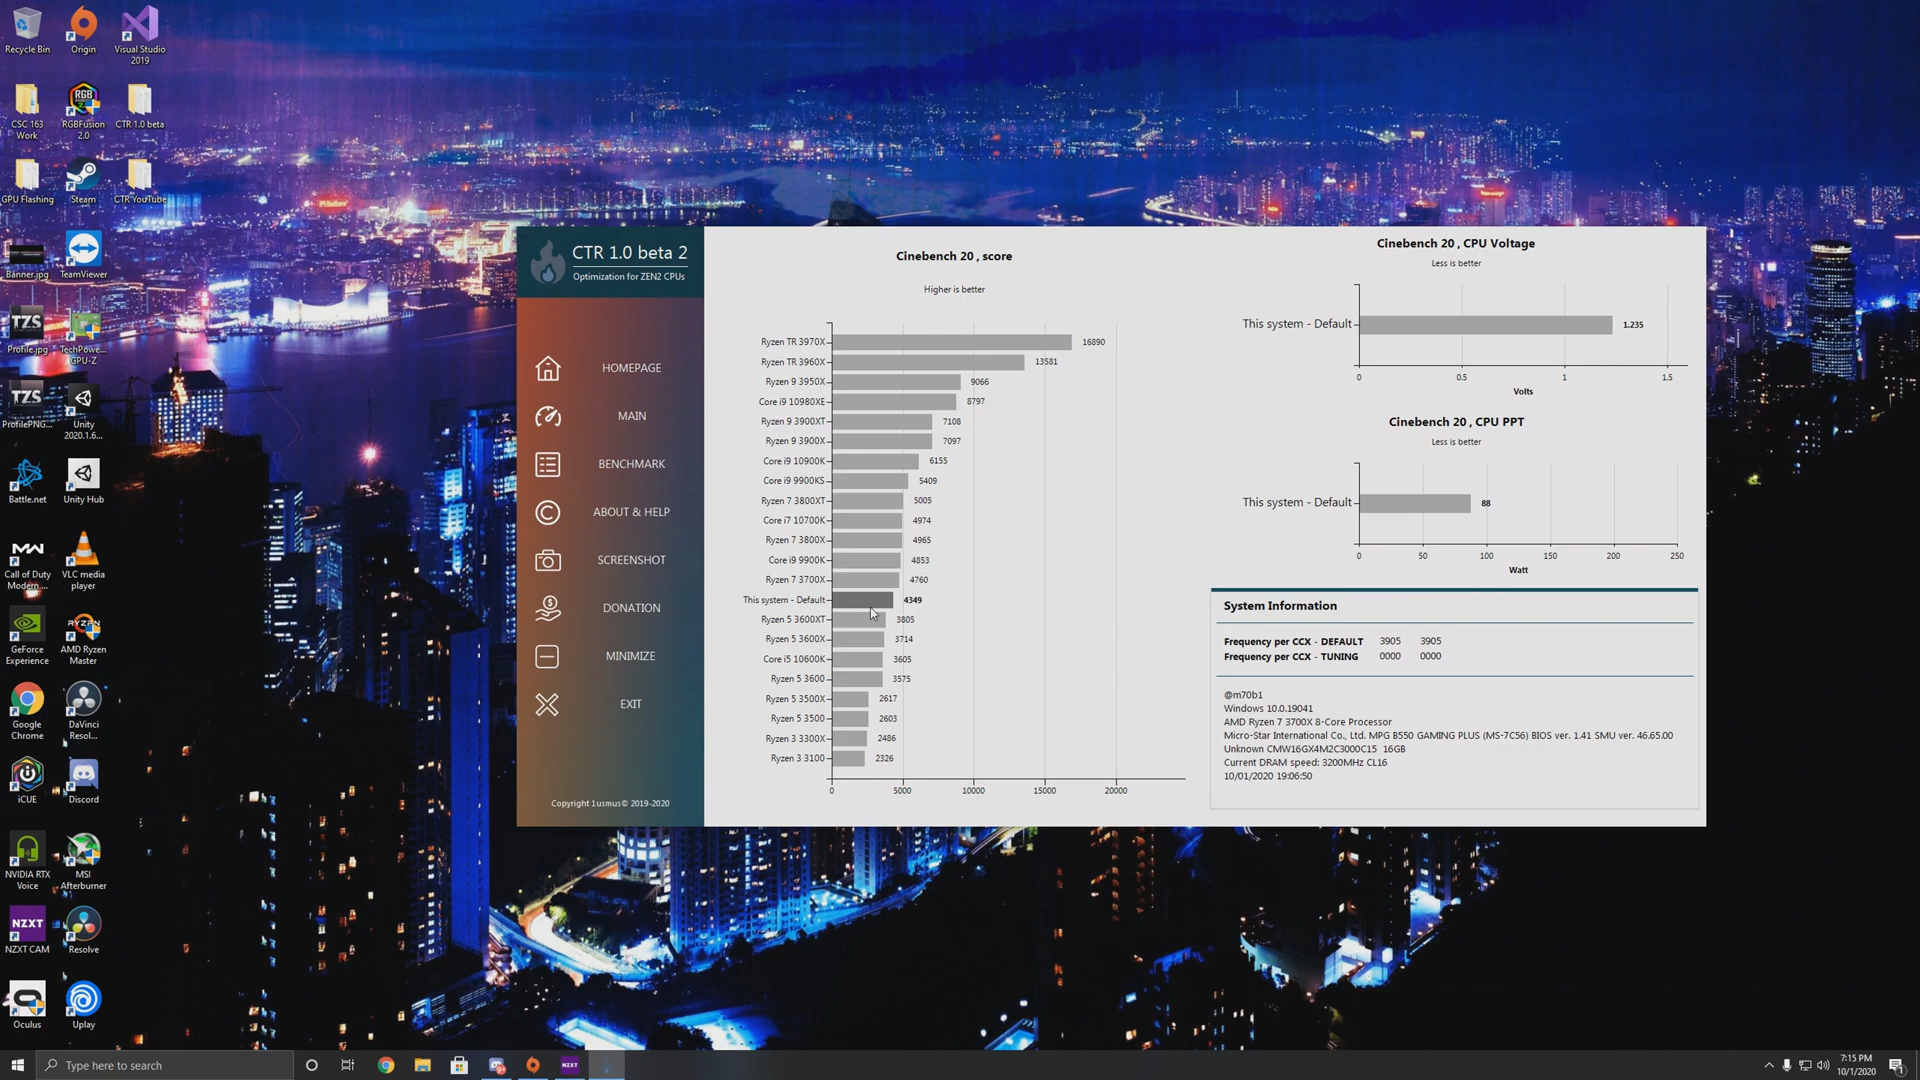 Recycle Bin
Origin
Visual Studio
2019
CSC 163
Work
RGB
RGBFusion
2.0
CTR 1.0 beta
GPU Flashing
Steam
CTR YouTube
Banner.jpg
TeamViewer
TZS
Profile.jpg
TechPowe...
GPU-Z
TZS
ProfilePNG...
Unity
2020.1.6...
Battle.net
Unity Hub
MW
Call of Duty
Modern ...
VLC media
player
GeForce
Experience
RYZEN
AMD Ryzen
Master
Google
Chrome
DaVinci
Resol...
iCUE
Discord
NVIDIA RTX
Voice
MSI
Afterburner
NZXT
NZXT CAM
Resolve
Oculus
Uplay
CTR 1.0 beta 2
Optimization for ZEN2 CPUs
HOMEPAGE
MAIN
BENCHMARK
ABOUT & HELP
SCREENSHOT
DONATION
MINIMIZE
EXIT
Copyright 1usmus© 2019-2020
Cinebench 20 , score
Higher is better
Ryzen TR 3970X 16890
Ryzen TR 3960X 13581
Ryzen 9 3950X 9066
Core i9 10980XE 8797
Ryzen 9 3900XT 7108
Ryzen 9 3900X 7097
Core i9 10900K 6155
Core i9 9900KS 5409
Ryzen 7 3800XT 5005
Core i7 10700K 4974
Ryzen 7 3800X 4965
Core i9 9900K 4853
Ryzen 7 3700X 4760
This system - Default 4349
Ryzen 5 3600XT 3805
Ryzen 5 3600X 3714
Core i5 10600K 3605
Ryzen 5 3600 3575
Ryzen 5 3500X 2617
Ryzen 5 3500 2603
Ryzen 3 3300X 2486
Ryzen 3 3100 2326
0 5000 10000 15000 20000
Cinebench 20 , CPU Voltage
Less is better
This system - Default 1.235
0 0.5 1 1.5
Volts
Cinebench 20 , CPU PPT
Less is better
This system - Default 88
0 50 100 150 200 250
Watt
System Information
Frequency per CCX - DEFAULT 3905 3905
Frequency per CCX - TUNING 0000 0000
@m70b1
Windows 10.0.19041
AMD Ryzen 7 3700X 8-Core Processor
Micro-Star International Co., Ltd. MPG B550 GAMING PLUS (MS-7C56) BIOS ver. 1.41 SMU ver. 46.65.00
Unknown CMW16GX4M2C3000C15 16GB
Current DRAM speed: 3200MHz CL16
10/01/2020 19:06:50
Type here to search
NZXT
7:15 PM
10/1/2020